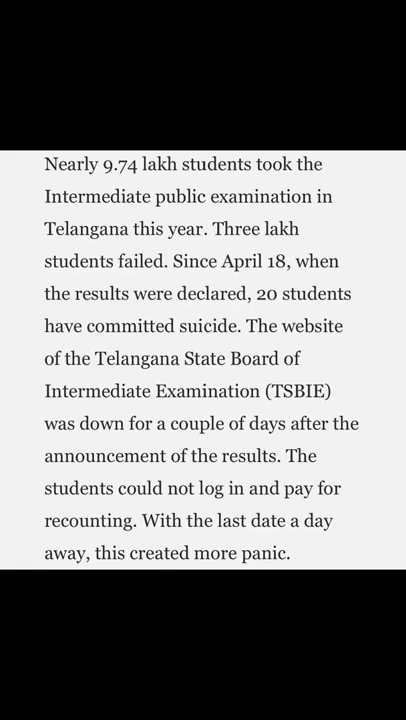 Nearly 9.74 lakh students took the
Intermediate public examination in
Telangana this year. Three lakh
students failed. Since April 18, when
the results were declared, 20 students
have committed suicide. The website
of the Telangana State Board of
Intermediate Examination (TSBIE)
was down for a couple of days after the
announcement of the results. The
students could not log in and pay for
recounting. With the last date a day
away, this created more panic.